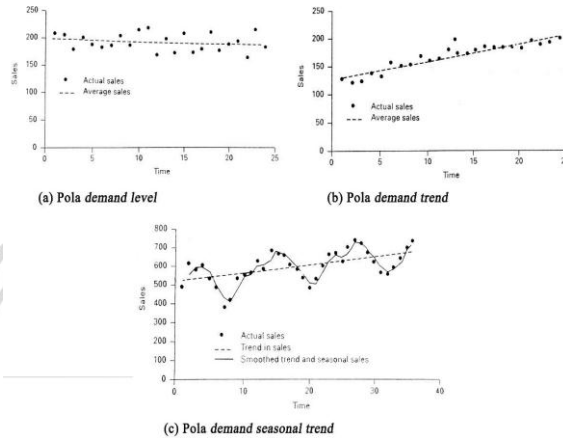 250
200
150
100
50
0
Sales
Actual sales
Average sales
0 5 10 15 20 25
Time
(a) Pola demand level
250
200
150
100
50
0
Sales
Actual sales
Average sales
0 5 10 15 20 25
Time
(b) Pola demand trend
800
700
600
500
400
300
200
100
0
Sales
Actual sales
Trend in sales
Smoothed trend and seasonal sales
0 10 20 30 40
Time
(c) Pola demand seasonal trend